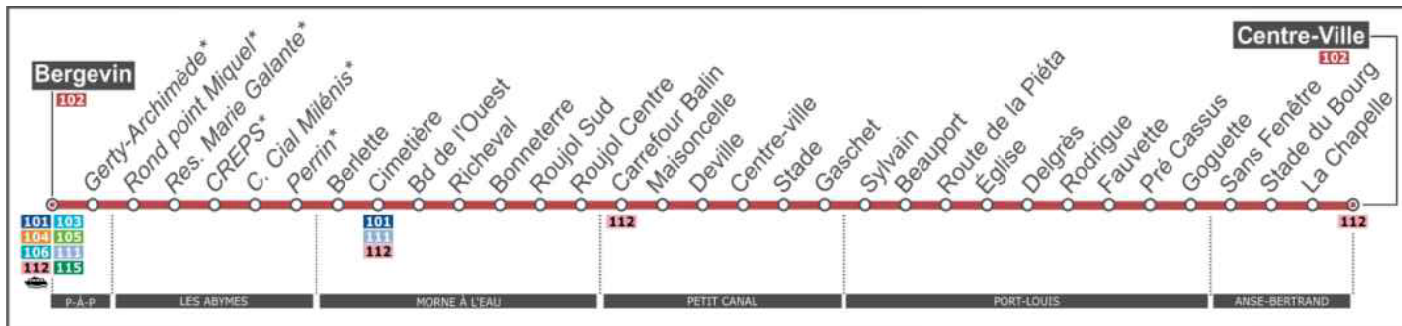 Bergevin
102
Gerty-Archimède*
Rond point Miquel*
Res. Marie Galante*
CREPS*
C. Cial Milénis*
Perrin*
Berlette
Cimetière
Bd de l'Ouest
Richeval
Bonneterre
Roujol Sud
Roujol Centre
Carrefour Balin
Maisoncelle
Deville
Centre-ville
Stade
Gaschet
Sylvain
Beauport
Route de la Piéta
Église
Delgrès
Rodrigue
Fauvette
Pré Cassus
Goguette
Sans Fenêtre
Stade du Bourg
La Chapelle
Centre-Ville
102
101 103
104 105
106 111
112 115
101
111
112
112
112
P-À-P
LES ABYMES
MORNE À L'EAU
PETIT CANAL
PORT-LOUIS
ANSE-BERTRAND